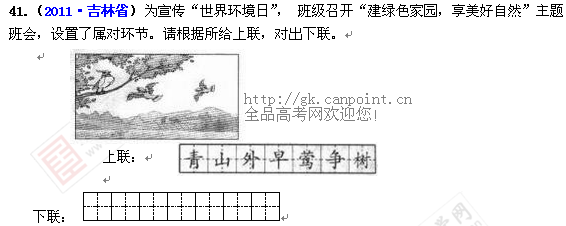 41.（2011·吉林省）为宣传“世界环境日”， 班级召开“建绿色家园，享美好自然”主题
班会，设置了属对环节。请根据所给上联，对出下联。
http://gk.canpoint.cn
全品高考网欢迎您!
上联： 青山外早莺争树
下联：